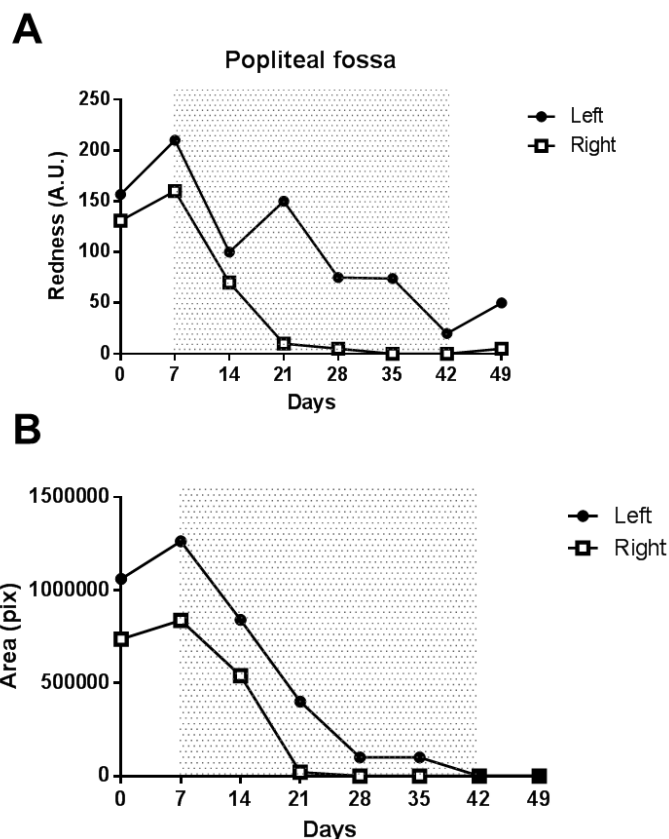 A
Popliteal fossa
250
200
150
100
50
0
Redness (A.U.)
0 7 14 21 28 35 42 49
Days
Left
Right
B
1500000
1000000
500000
0
Area (pix)
0 7 14 21 28 35 42 49
Days
Left
Right